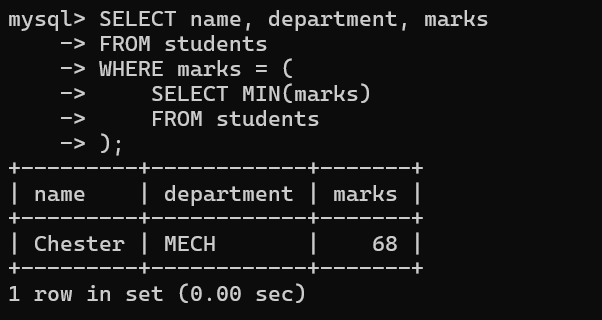 mysql> SELECT name, department, marks
    -> FROM students
    -> WHERE marks = (
    ->     SELECT MIN(marks)
    ->     FROM students
    -> );
+---------+------------+-------+
| name    | department | marks |
+---------+------------+-------+
| Chester | MECH       |    68 |
+---------+------------+-------+
1 row in set (0.00 sec)